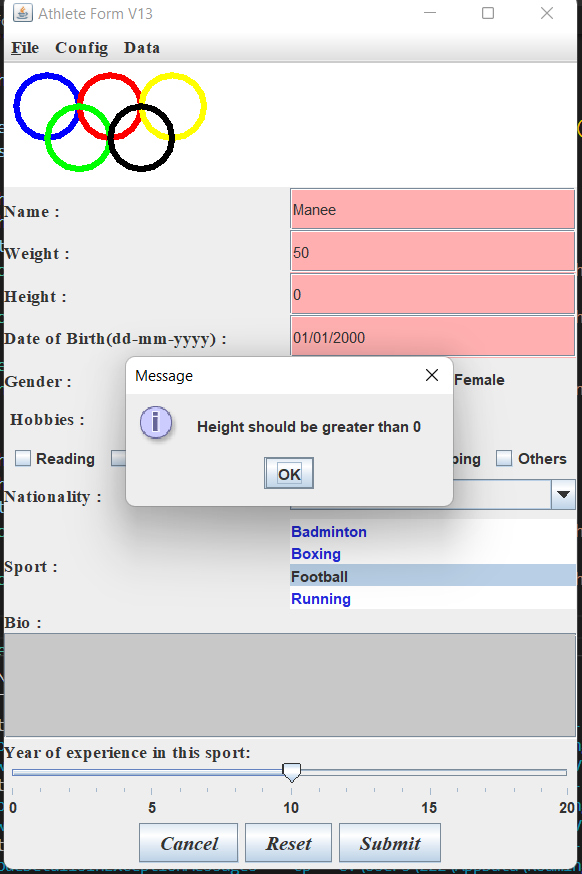 Athlete Form V13
File Config Data
Name :
Manee
Weight :
50
Height :
0
Date of Birth(dd-mm-yyyy) :
01/01/2000
Gender :
Female
Message
Height should be greater than 0
OK
Hobbies :
Reading
Others
Nationality :
Sport :
Badminton
Boxing
Football
Running
Bio :
Year of experience in this sport:
0 5 10 15 20
Cancel Reset Submit